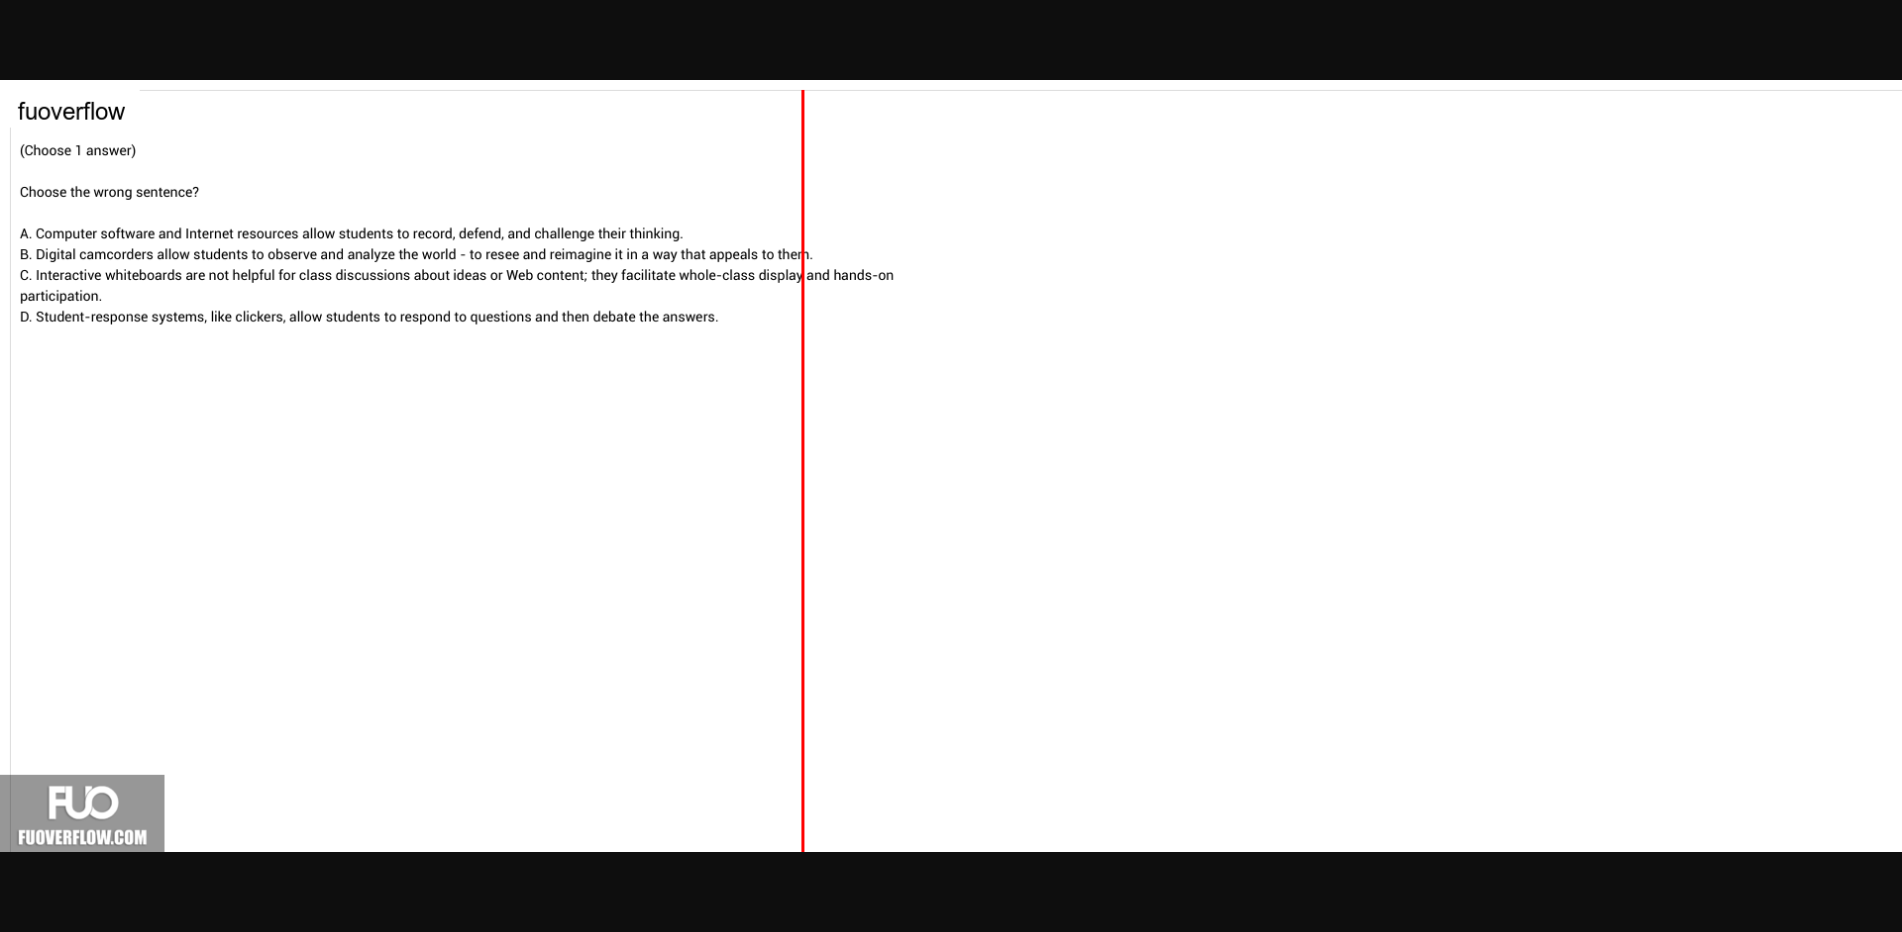 fuoverflow
(Choose 1 answer)
Choose the wrong sentence?
A. Computer software and Internet resources allow students to record, defend, and challenge their thinking.
B. Digital camcorders allow students to observe and analyze the world - to resee and reimagine it in a way that appeals to them.
C. Interactive whiteboards are not helpful for class discussions about ideas or Web content; they facilitate whole-class display and hands-on
participation.
D. Student-response systems, like clickers, allow students to respond to questions and then debate the answers.
FUO
FUOVERFLOW.COM